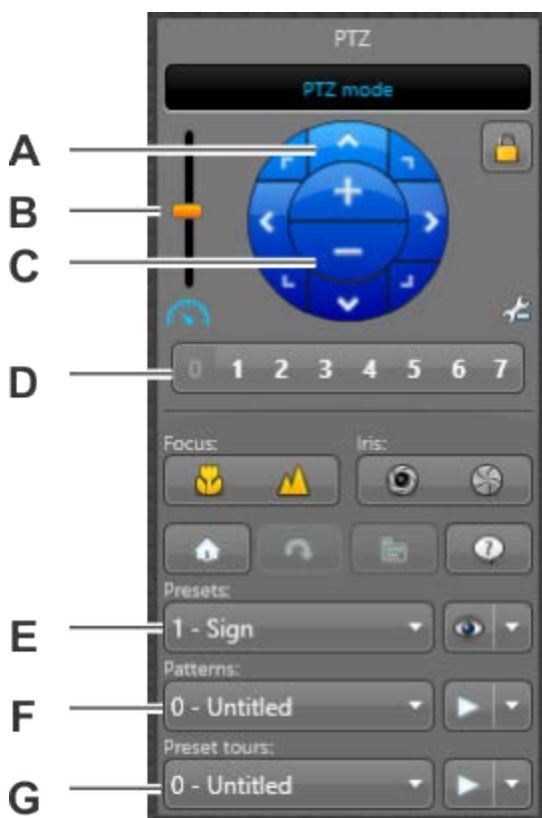 PTZ
PTZ mode
A
B
C
D
0 1 2 3 4 5 6 7
Focus: Iris:
Presets:
E
1 - Sign
Patterns:
F
0 - Untitled
Preset tours:
G
0 - Untitled